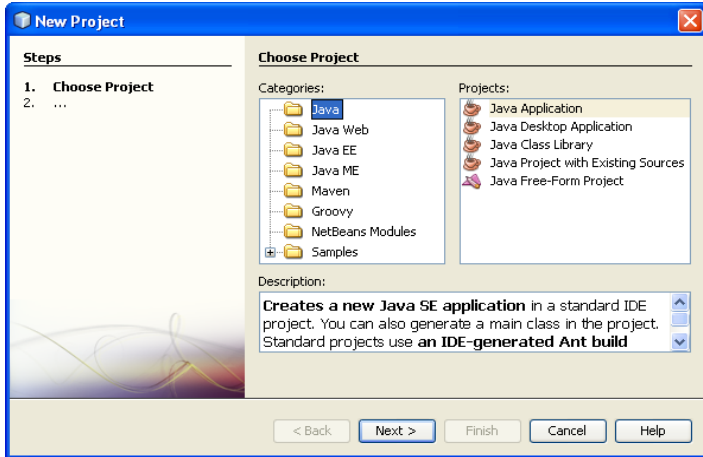 New Project
Steps
1. Choose Project
2. ...
Choose Project
Categories:
Java
Java Web
Java EE
Java ME
Maven
Groovy
NetBeans Modules
Samples
Projects:
Java Application
Java Desktop Application
Java Class Library
Java Project with Existing Sources
Java Free-Form Project
Description:
Creates a new Java SE application in a standard IDE
project. You can also generate a main class in the project.
Standard projects use an IDE-generated Ant build
< Back Next > Finish Cancel Help